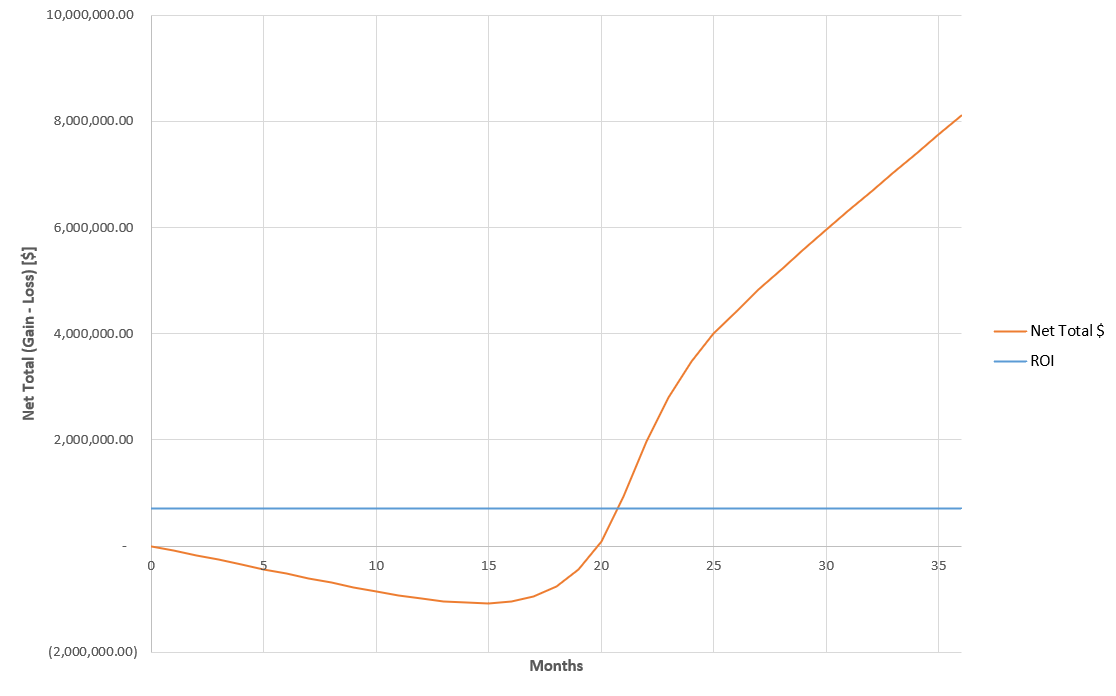 10,000,000.00
8,000,000.00
6,000,000.00
4,000,000.00
2,000,000.00
-
(2,000,000.00)
Net Total (Gain - Loss) [$]
0 5 10 15 20 25 30 35
Months
Net Total $
ROI